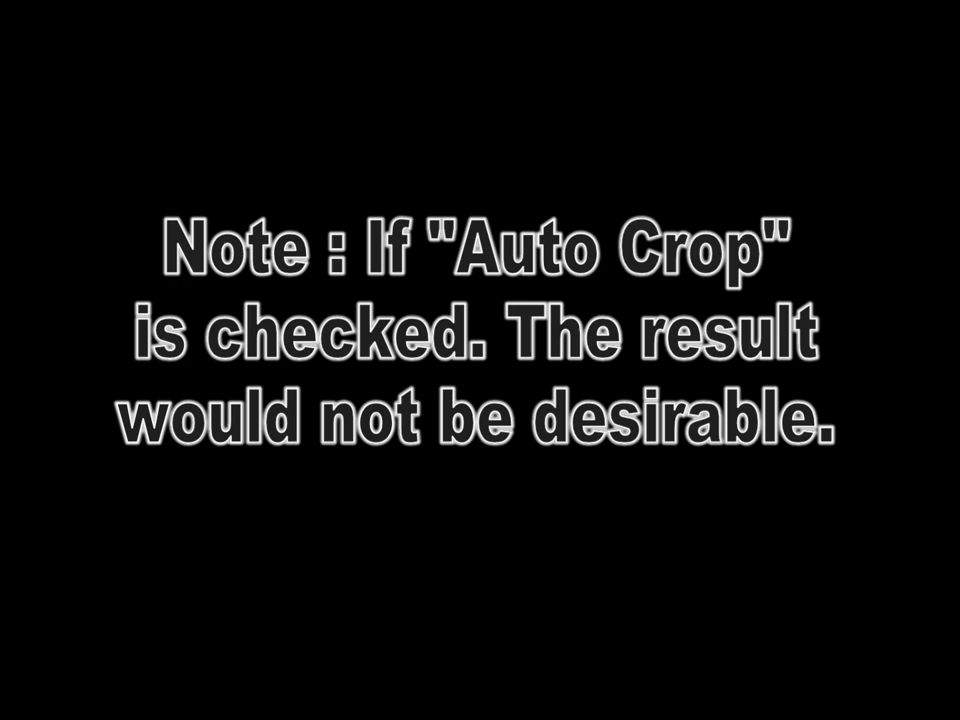 Note : If "Auto Crop"
is checked. The result
would not be desirable.